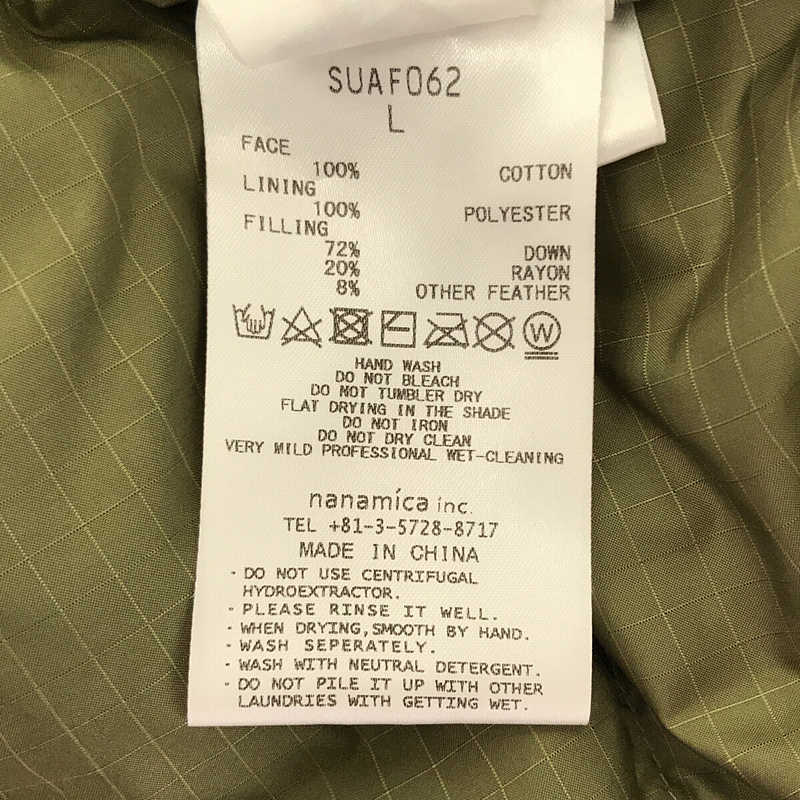 SUAF062
L
FACE
100% COTTON
LINING
100% POLYESTER
FILLING
72% DOWN
20% RAYON
8% OTHER FEATHER
W
HAND WASH
DO NOT BLEACH
DO NOT TUMBLER DRY
FLAT DRYING IN THE SHADE
DO NOT IRON
DO NOT DRY CLEAN
VERY MILD PROFESSIONAL WET-CLEANING
nanamica inc.
TEL +81-3-5728-8717
MADE IN CHINA
・DO NOT USE CENTRIFUGAL
HYDROEXTRACTOR.
・PLEASE RINSE IT WELL.
・WHEN DRYING,SMOOTH BY HAND.
・WASH SEPERATELY.
・WASH WITH NEUTRAL DETERGENT.
・DO NOT PILE IT UP WITH OTHER
LAUNDRIES WITH GETTING WET.